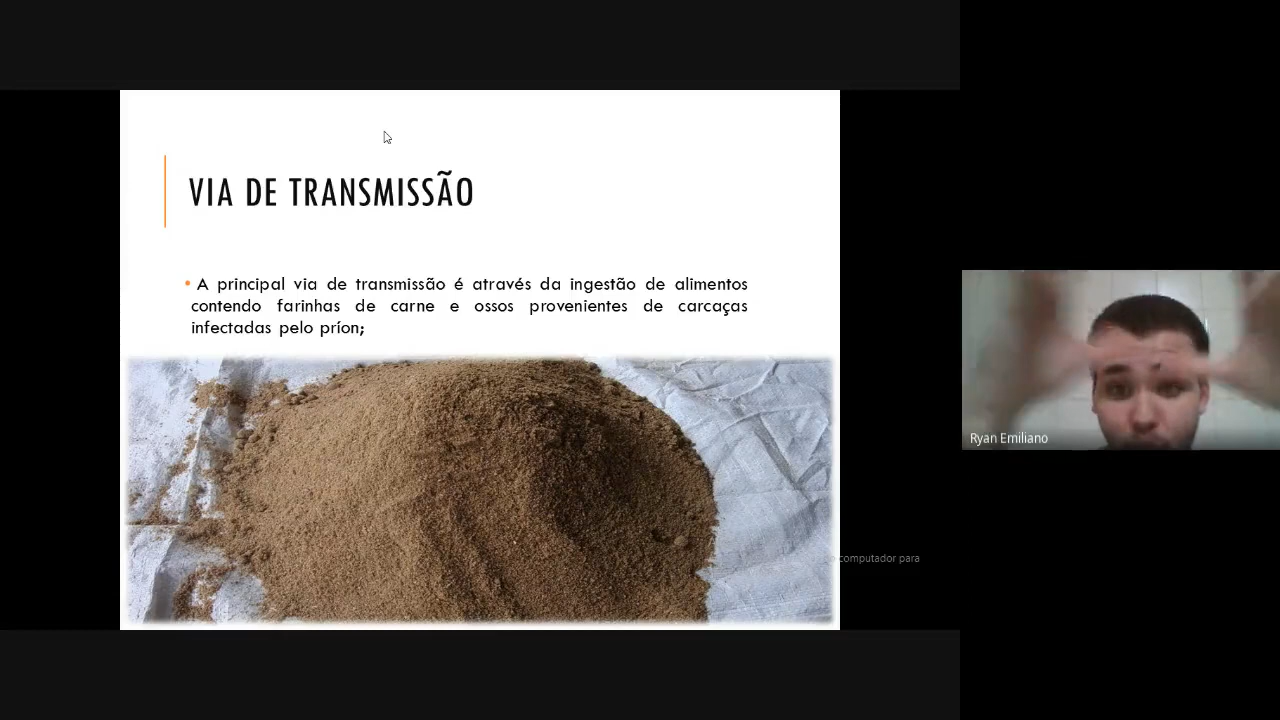 VIA DE TRANSMISSÃO
• A principal via de transmissão é através da ingestão de alimentos
contendo farinhas de carne e ossos provenientes de carcaças
infectadas pelo príon;
Ryan Emiliano
computador para